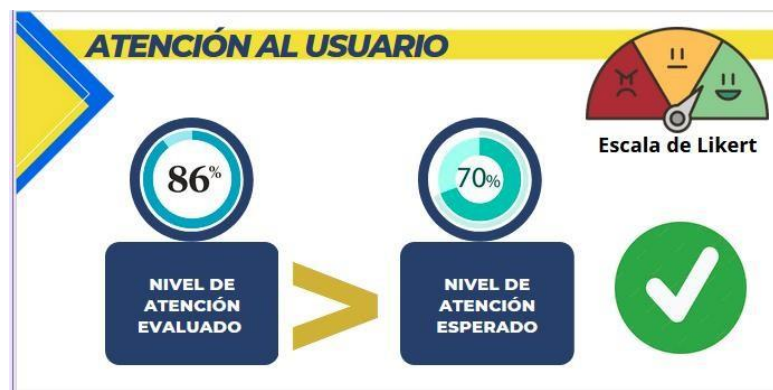 ATENCIÓN AL USUARIO
Escala de Likert
86%
70%
NIVEL DE
ATENCIÓN
EVALUADO
>
NIVEL DE
ATENCIÓN
ESPERADO